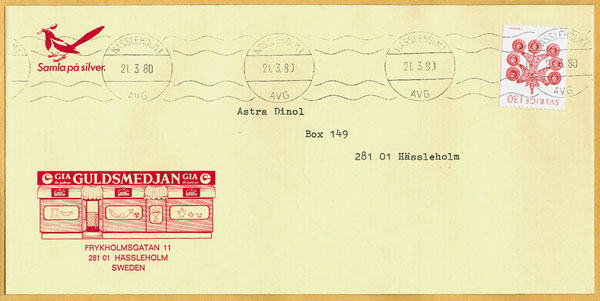 Samla på silver.
HÄSSLEHOLM 1
21.3.80
AVG
HÄSSLEHOLM 1
21.3.80
AVG
HÄSSLEHOLM 1
21.3.80
AVG
HÄSSLEHOLM 1
21.3.80
AVG
SVERIGE 130
Astra Dinol
Box 149
281 01 Hässleholm
GIA GULDSMEDJAN GIA
FRYKHOLMSGATAN 11
281 01 HÄSSLEHOLM
SWEDEN